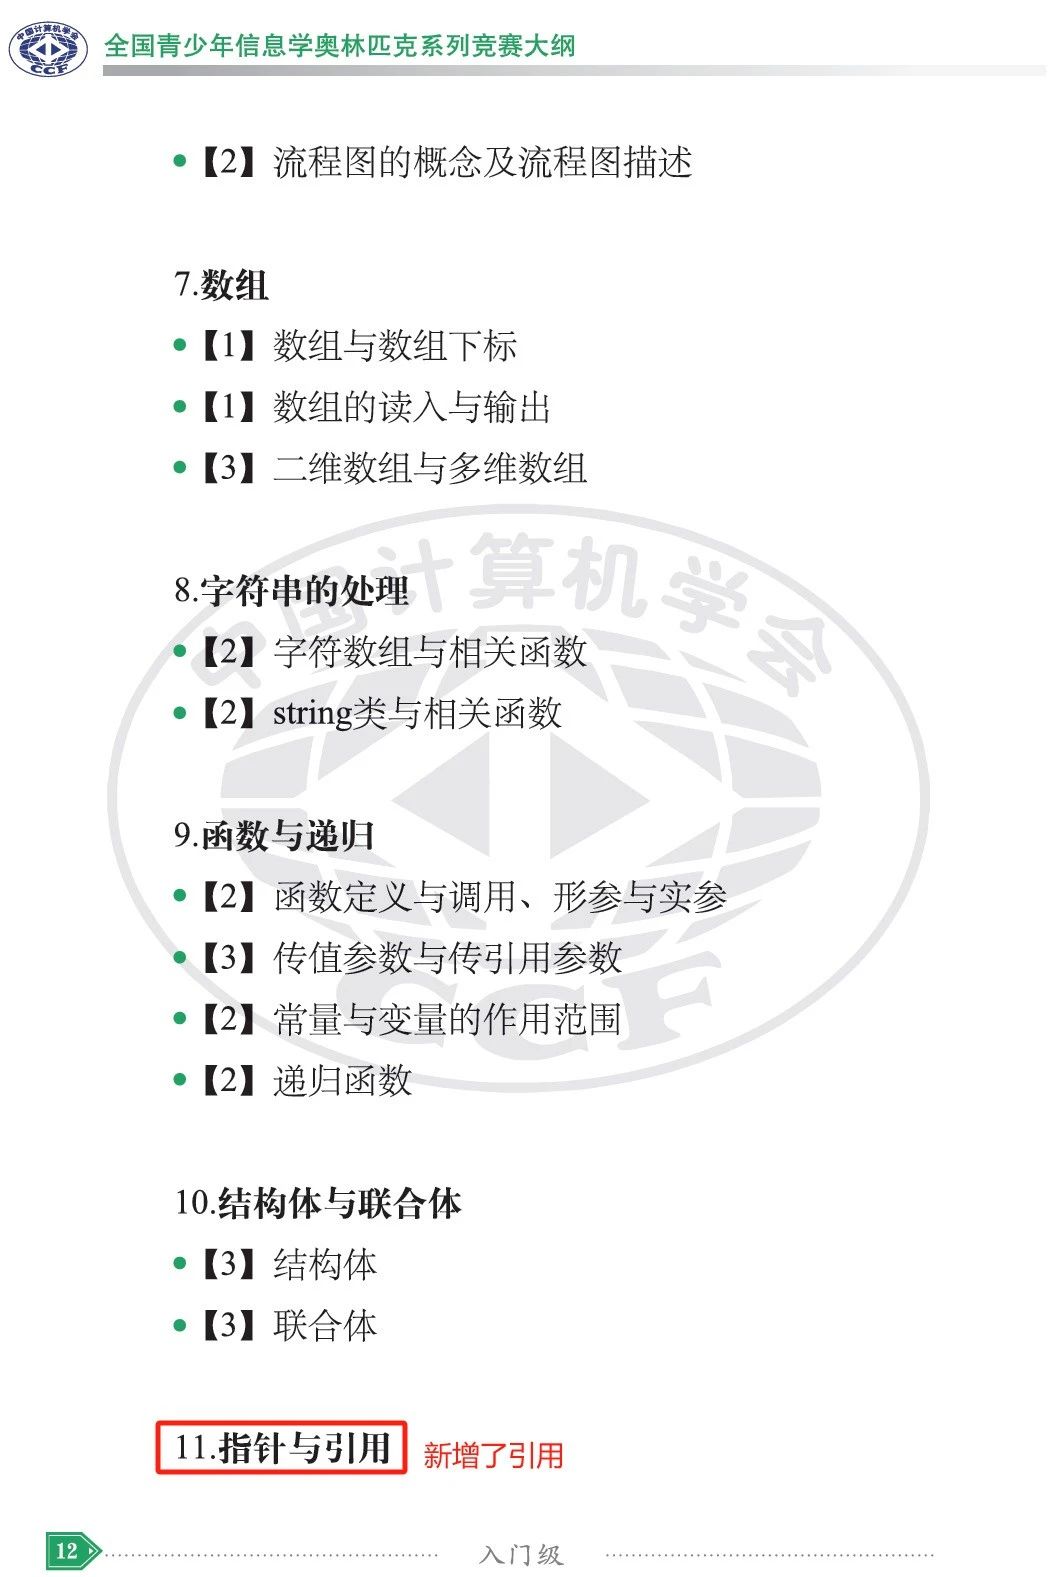 中国计算机学会
CCF
全国青少年信息学奥林匹克系列竞赛大纲
【2】流程图的概念及流程图描述
7.数组
【1】数组与数组下标
【1】数组的读入与输出
【3】二维数组与多维数组
中国计算机学会
8.字符串的处理
【2】字符数组与相关函数
【2】string类与相关函数
9.函数与递归
【2】函数定义与调用、形参与实参
【3】传值参数与传引用参数
【2】常量与变量的作用范围
CCF
【2】递归函数
10.结构体与联合体
【3】结构体
【3】联合体
11.指针与引用 新增了引用
12
入门级